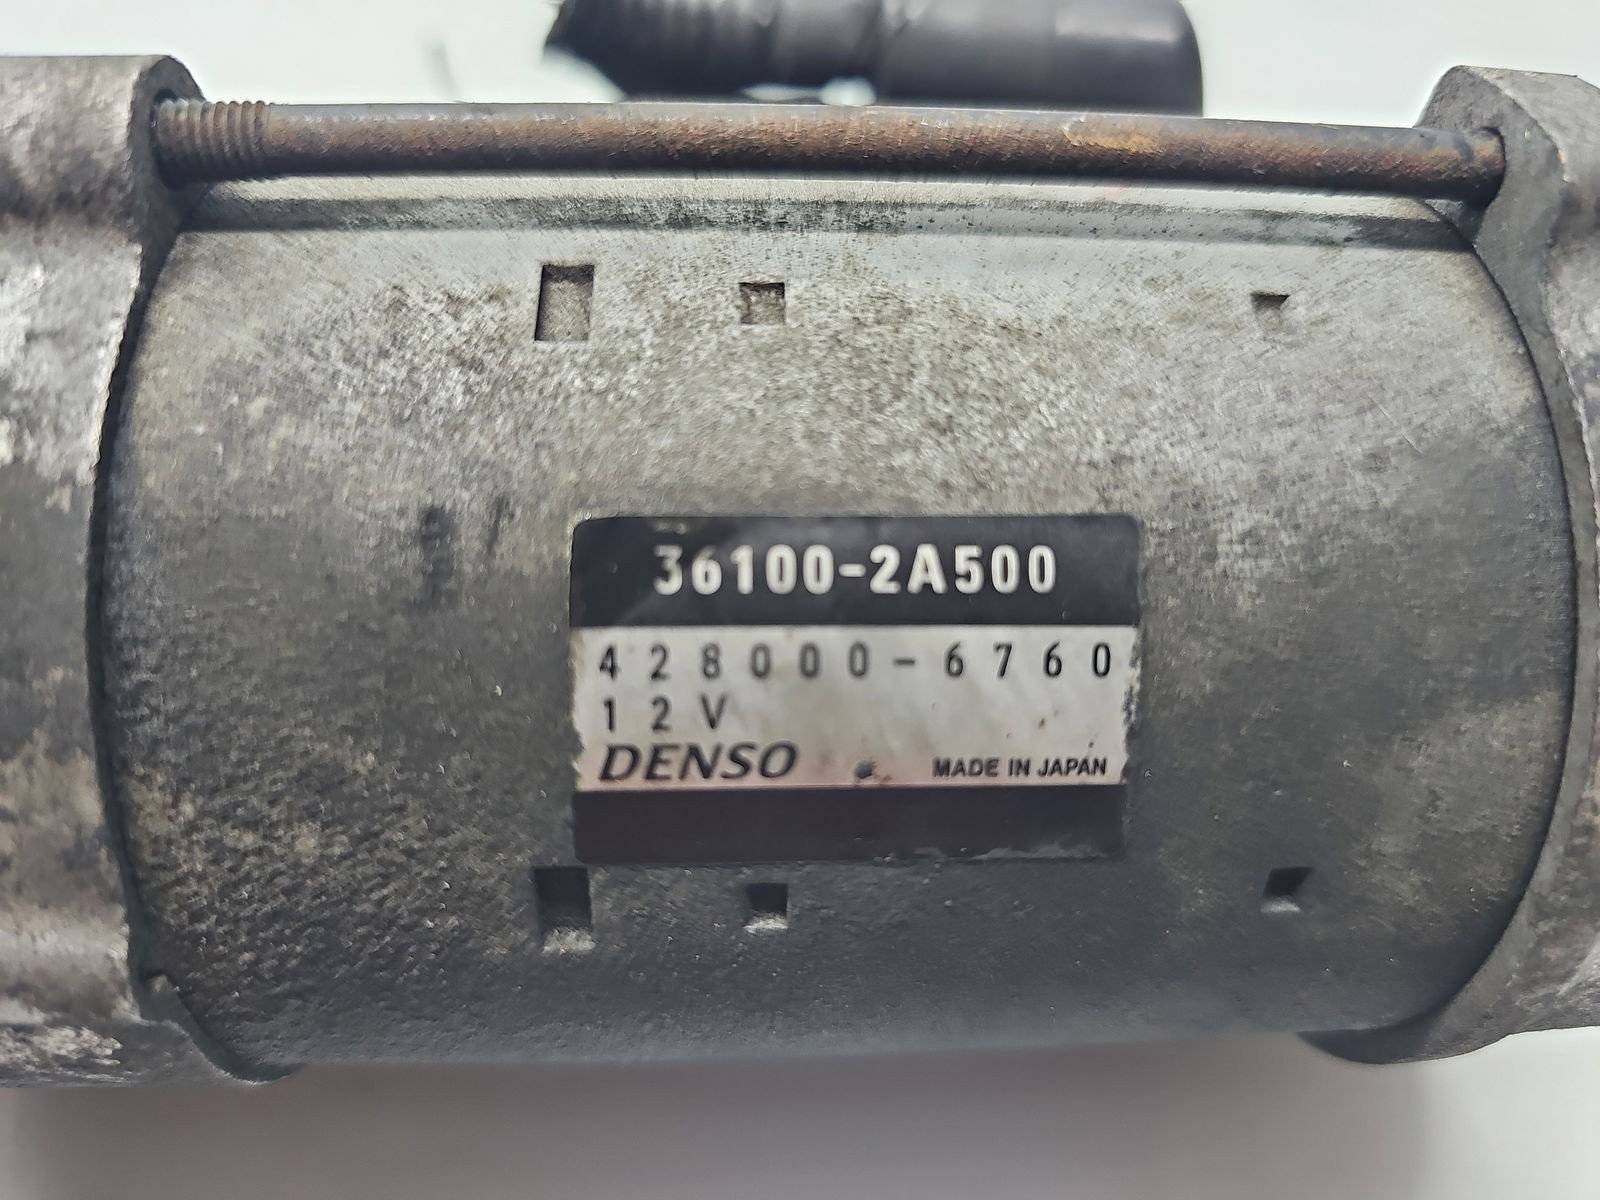 36100-2A500
428000-6760
12V
DENSO
MADE IN JAPAN